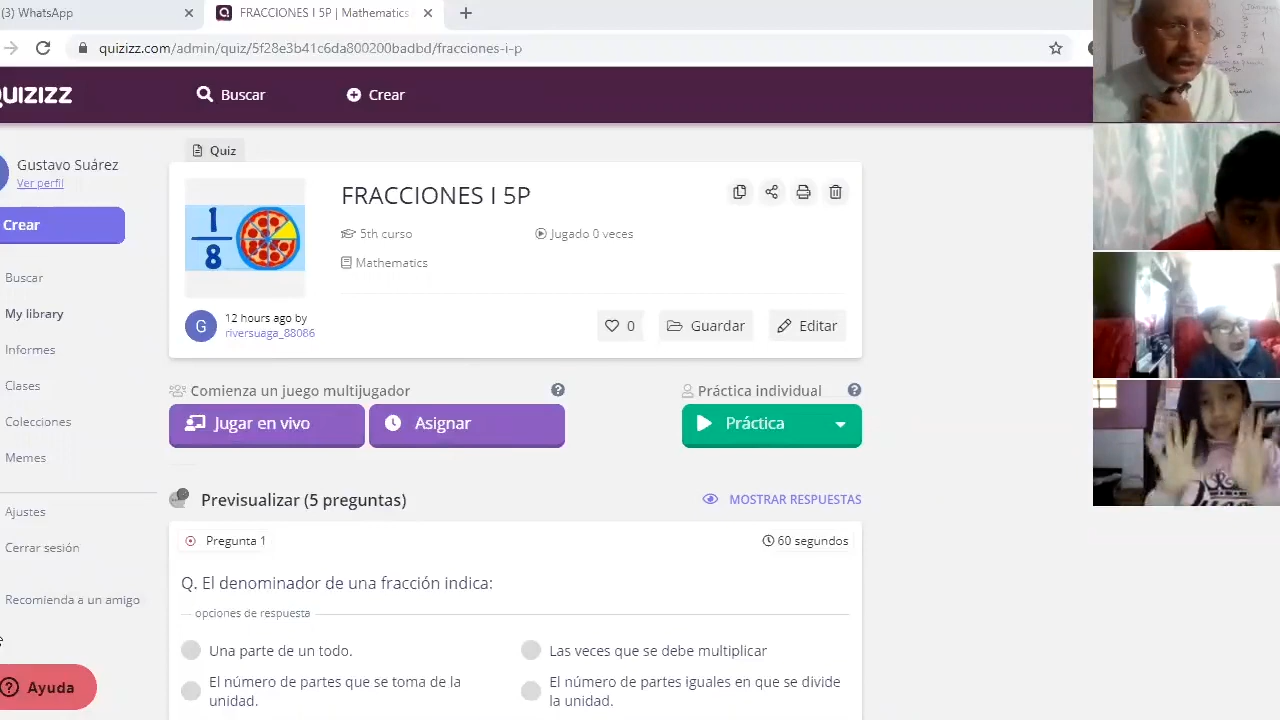 (3) WhatsApp
FRACCIONES I 5P | Mathematics
quizizz.com/admin/quiz/5f28e3b41c6da800200badbd/fracciones-i-p
QUIZIZZ
Buscar
Crear
Gustavo Suárez
Ver perfil
Crear
Buscar
My library
Informes
Clases
Colecciones
Memes
Ajustes
Cerrar sesión
Recomienda a un amigo
Ayuda
Quiz
1
8
FRACCIONES I 5P
5th curso
Jugado 0 veces
Mathematics
G
12 hours ago by
riversuaga_88086
0
Guardar
Editar
Comienza un juego multijugador
Práctica individual
Jugar en vivo
Asignar
Práctica
Previsualizar (5 preguntas)
MOSTRAR RESPUESTAS
Pregunta 1
60 segundos
Q. El denominador de una fracción indica:
opciones de respuesta
Una parte de un todo.
Las veces que se debe multiplicar
El número de partes que se toma de la
unidad.
El número de partes iguales en que se divide
la unidad.